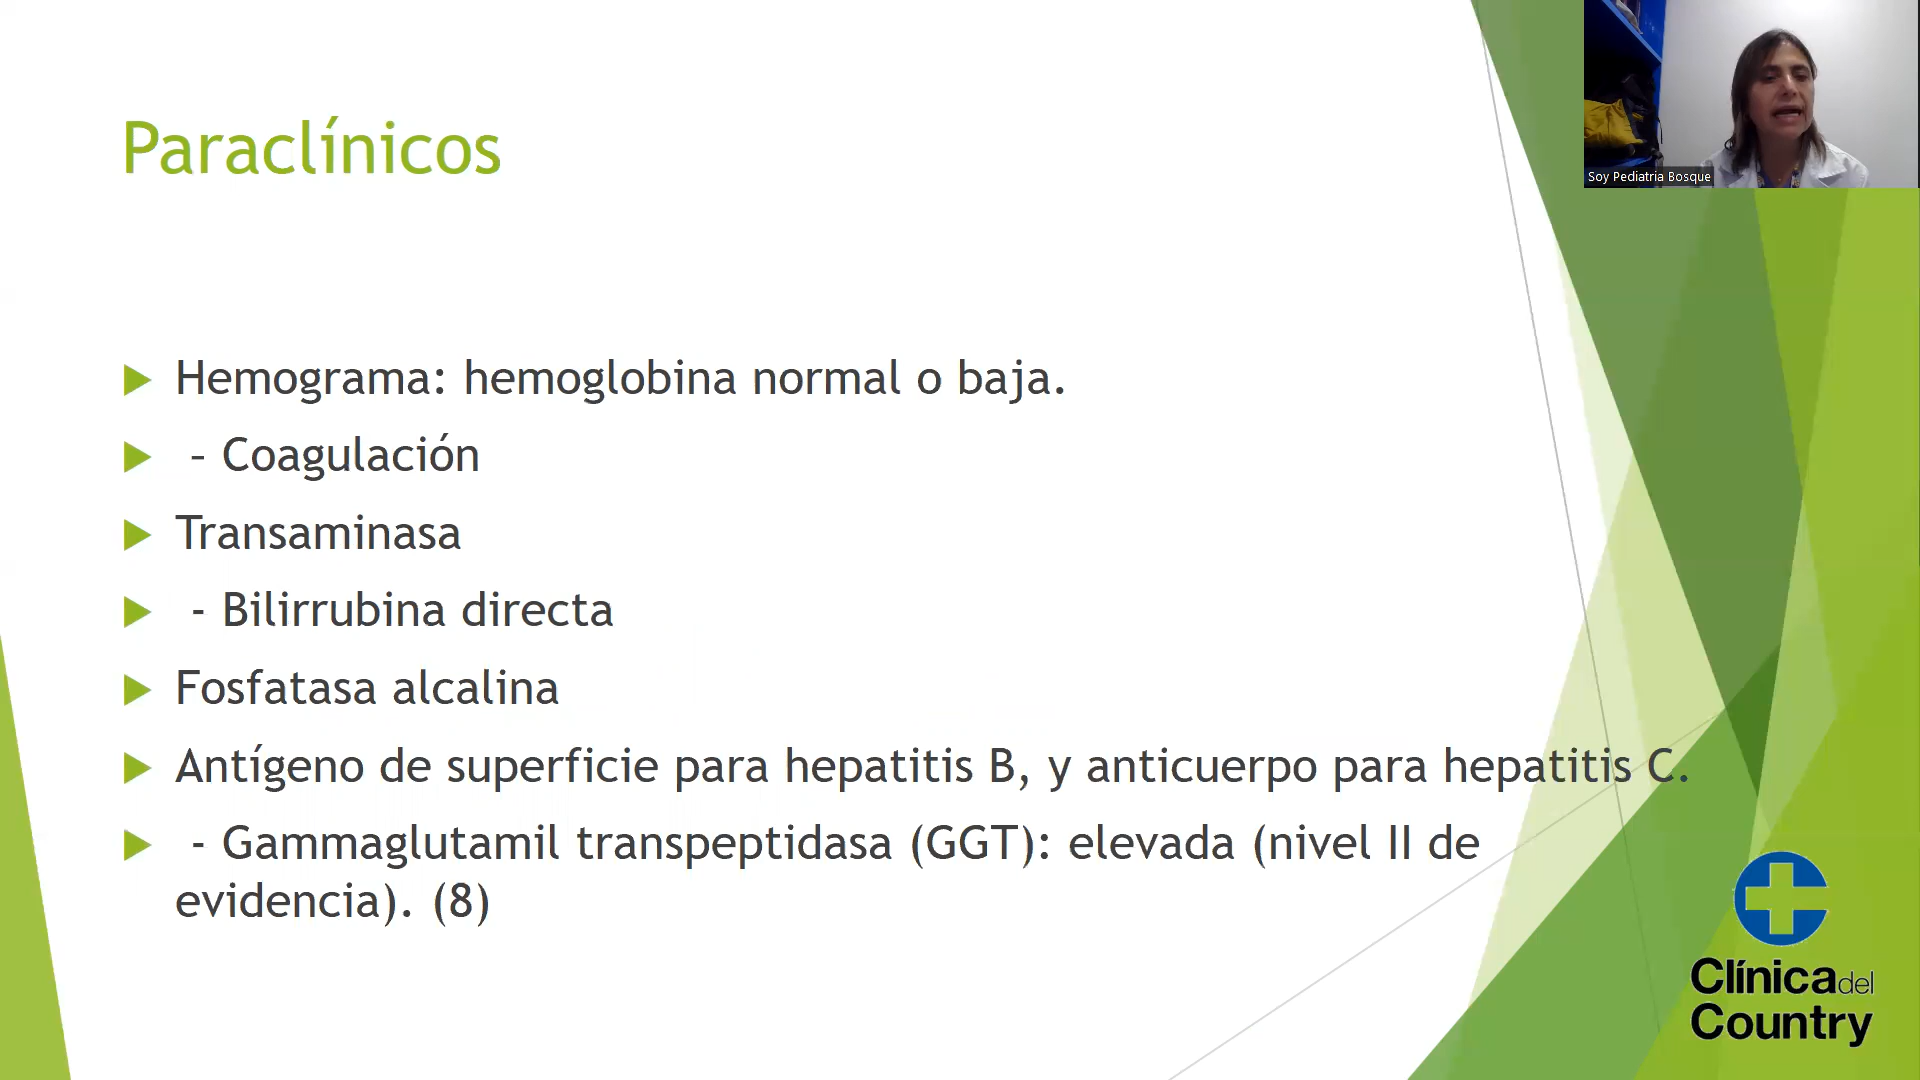 Paraclínicos
Soy Pediatria Bosque
Hemograma: hemoglobina normal o baja.
– Coagulación
Transaminasa
- Bilirrubina directa
Fosfatasa alcalina
Antígeno de superficie para hepatitis B, y anticuerpo para hepatitis C.
- Gammaglutamil transpeptidasa (GGT): elevada (nivel II de
evidencia). (8)
Clínica del
Country